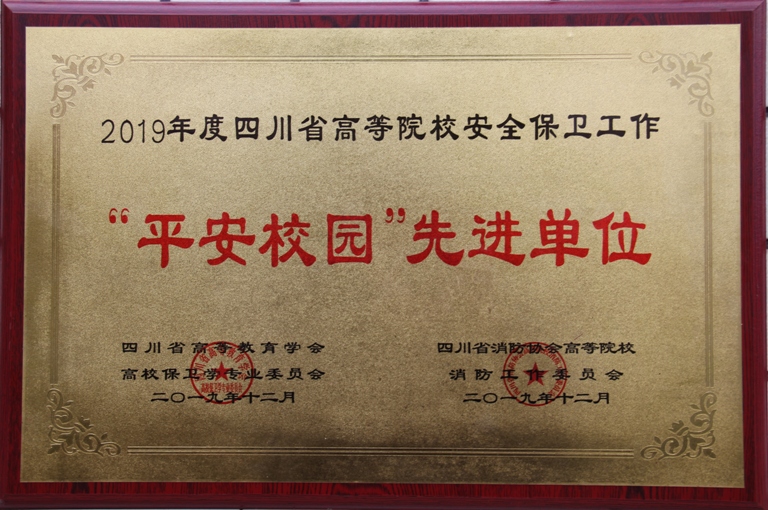 2019年度四川省高等院校安全保卫工作
“平安校园”先进单位
四川省高等教育学会
高校保卫学专业委员会
二〇一九年十二月
四川省消防协会高等院校
消防工作委员会
二〇一九年十二月